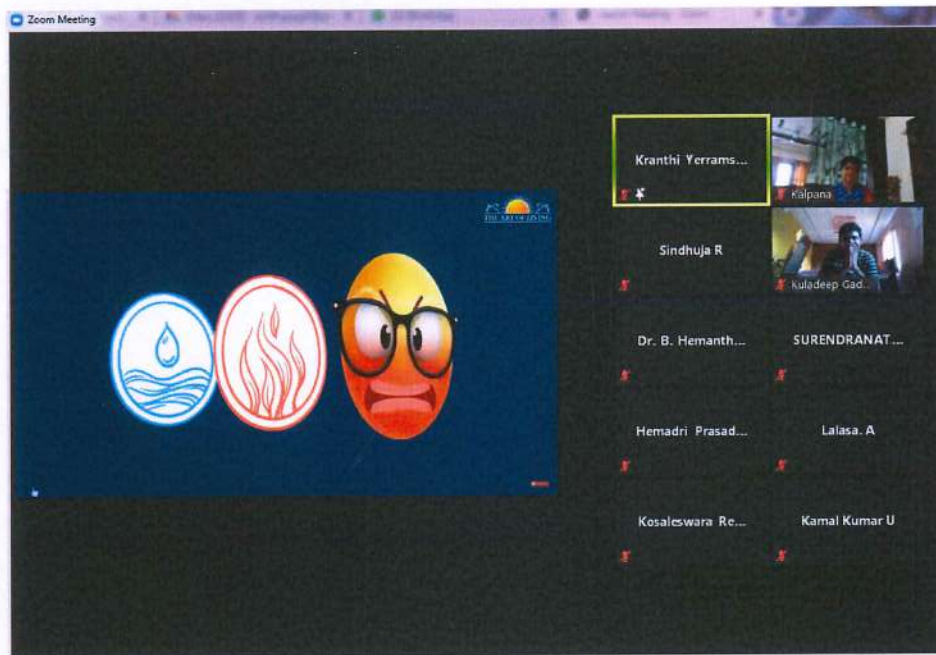 Zoom Meeting
THE ART OF LIVING
Kranthi Yerrams...
Kalpana
Sindhuja R
Kuladeep Gad...
Dr. B. Hemanth...
SURENDRANAT...
Hemadri Prasad...
Lalasa. A
Kosaleswara Re...
Kamal Kumar U